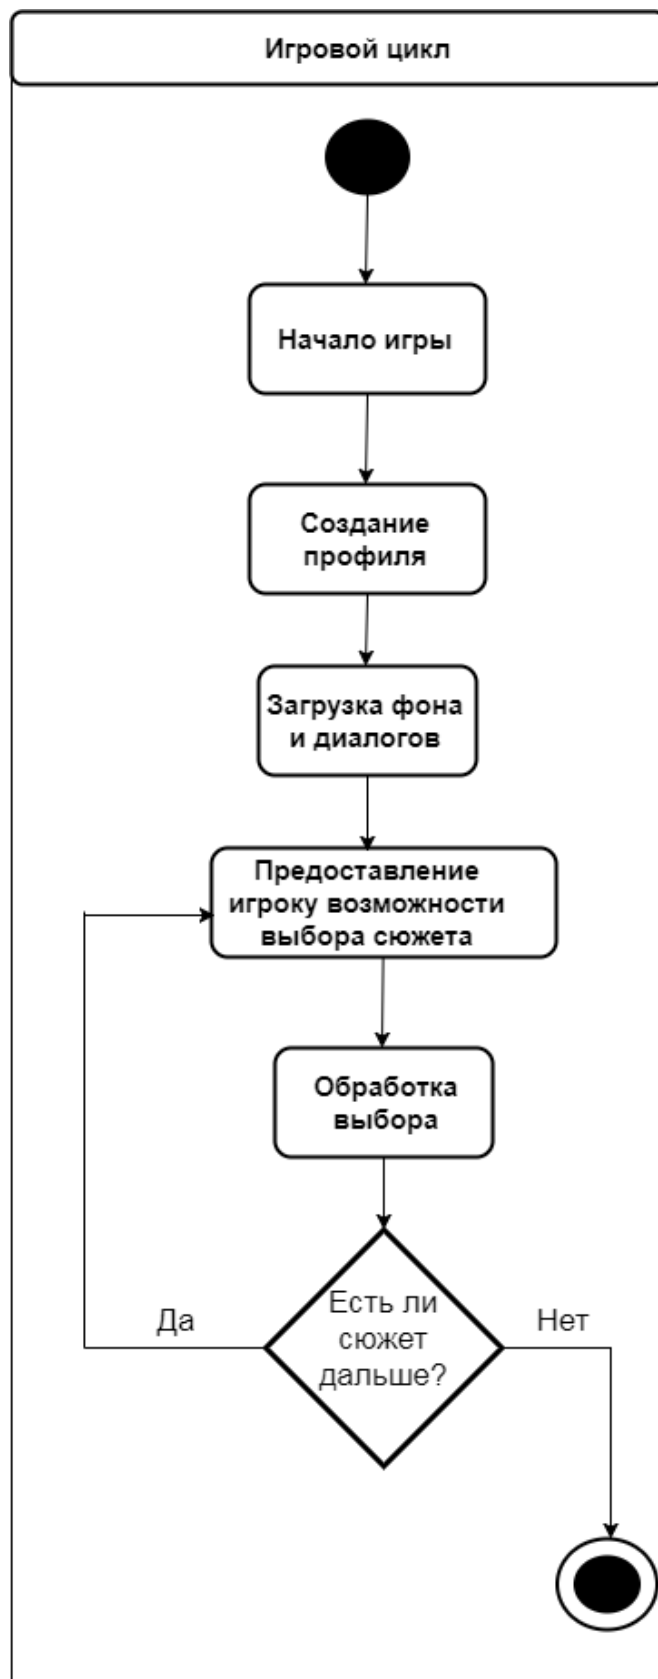 Игровой цикл
Начало игры
Создание
профиля
Загрузка фона
и диалогов
Предоставление
игроку возможности
выбора сюжета
Обработка
выбора
Есть ли
сюжет
дальше?
Да
Нет